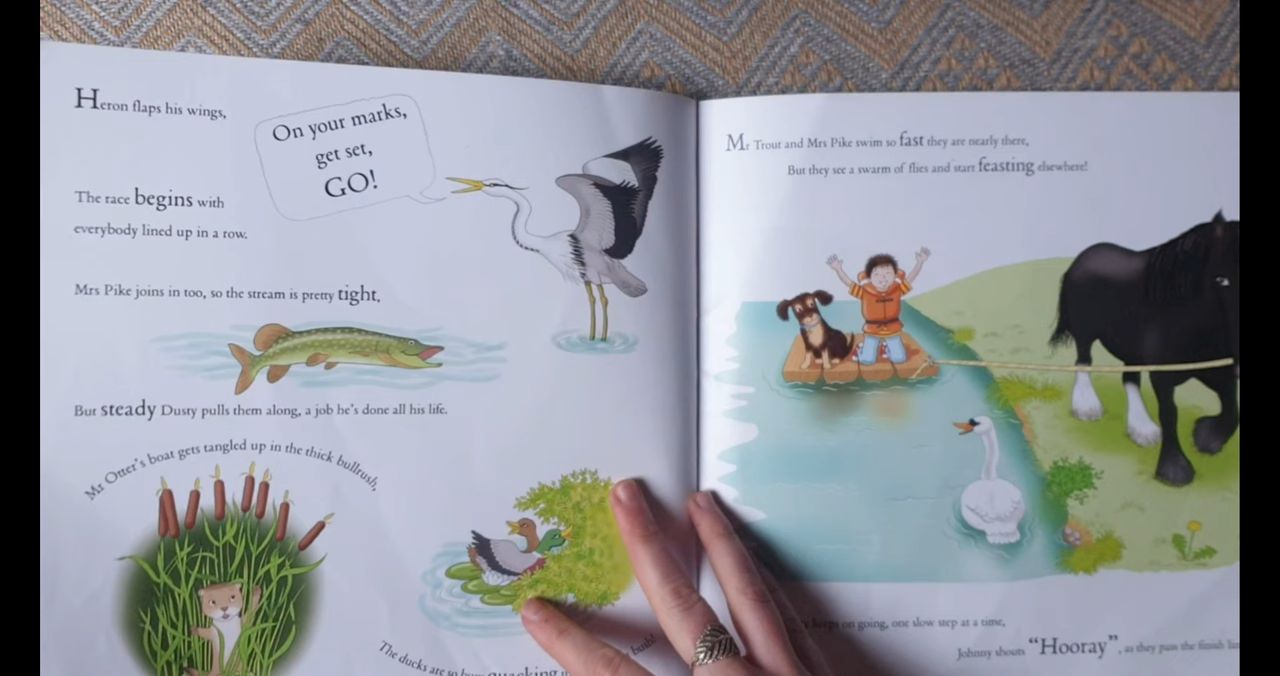 Heron flaps his wings,
On your marks,
get set,
GO!
The race begins with
everybody lined up in a row.
Mrs Pike joins in too, so the stream is pretty tight,
But steady Dusty pulls them along, a job he's done all his life.
Mr Otter's boat gets tangled up in the thick bullrush,
The ducks are so busy quacking
bush!
Mr Trout and Mrs Pike swim so fast they are nearly there,
But they see a swarm of flies and start feasting elsewhere!
keeps on going, one slow step at a time,
Johnny shouts "Hooray", as they pass the finish